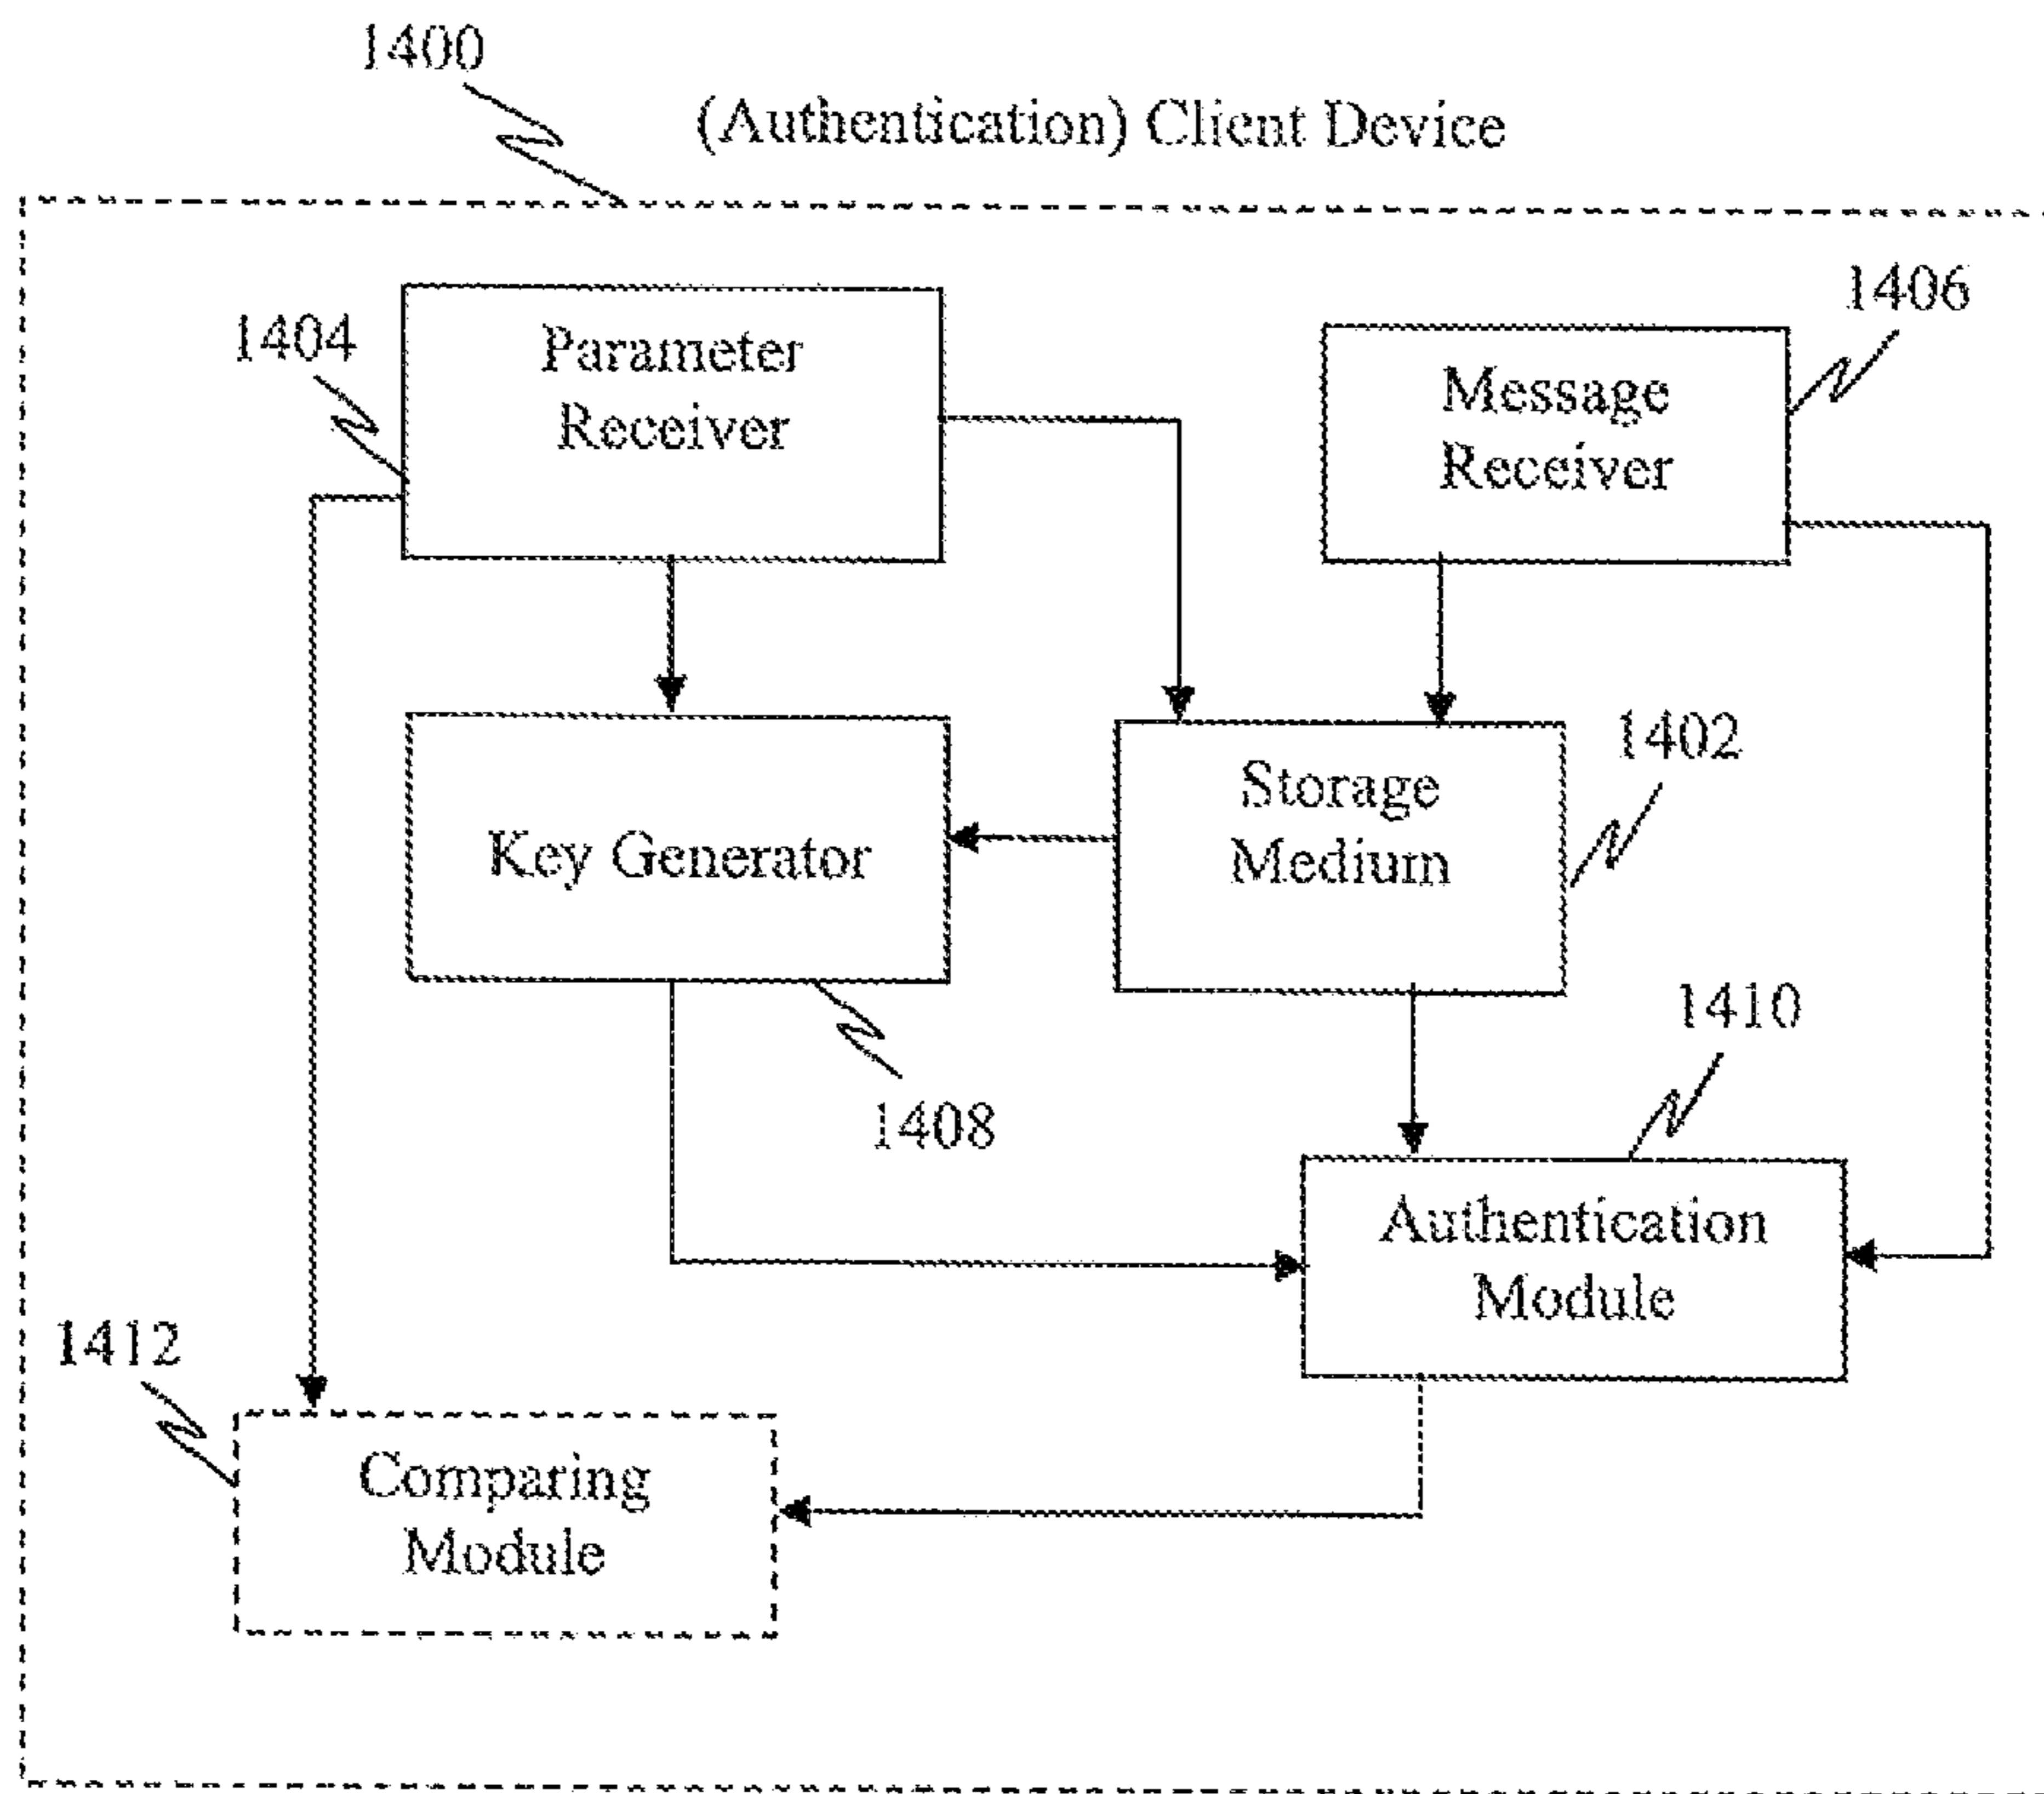 1400
(Authentication) Client Device
1406
1404
Parameter
Receiver
Message
Receiver
1402
Storage
Medium
Key Generator
1410
1408
Authentication
Module
1412
Comparing
Module